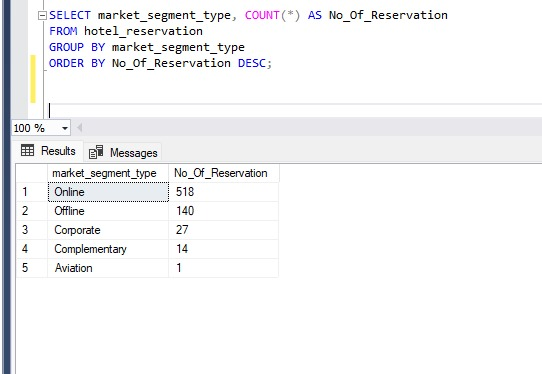 SELECT market_segment_type, COUNT(*) AS No_Of_Reservation
FROM hotel_reservation
GROUP BY market_segment_type
ORDER BY No_Of_Reservation DESC;
100 %
Results Messages
market_segment_type No_Of_Reservation
1 Online 518
2 Offline 140
3 Corporate 27
4 Complementary 14
5 Aviation 1